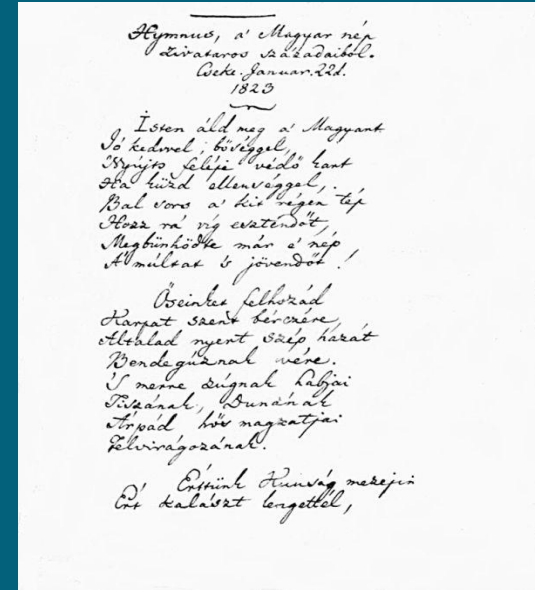 Hymnus, a' Magyar nép
zivataros századaiból.
Cseke. Januar. 22d.
1823
Isten áld meg a' Magyart
Jó kedvvel, bőséggel,
Nyújts feléje védő kart
Ha küzd ellenséggel,
Bal sors a' kit régen tép
Hozz rá víg esztendőt,
Megbünhödte már e' nép
A' múltat 's jövendőt!
Őseinket felhozád
Kárpát szent bérczére,
Általad nyert szép hazát
Bendegúznak vére.
'S merre zúgnak habjai
Tiszának, Dunának
Árpád hős magzatjai
Felvirágozának.
Értünk Kunság mezejin
Ért kalászt lengettél,